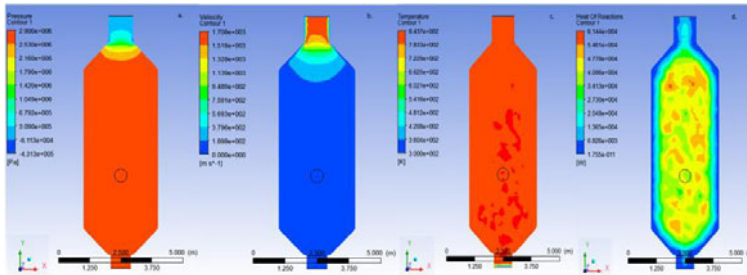 Pressure
Contour 1
2.900e+006
2.530e+006
2.160e+006
1.790e+006
1.420e+006
1.049e+006
6.792e+005
3.090e+005
-6.113e+004
-4.313e+005
[Pa]
a.
0
2.500
5.000 (m)
1.250
3.750
Y
X
Z
Velocity
Contour 1
1.708e+003
1.518e+003
1.329e+003
1.139e+003
9.489e+002
7.591e+002
5.693e+002
3.796e+002
1.898e+002
0.000e+000
[m s^-1]
b.
0
2.500
5.000 (m)
1.250
3.750
Y
X
Z
Temperature
Contour 1
8.437e+002
7.833e+002
7.229e+002
6.625e+002
6.021e+002
5.416e+002
4.812e+002
4.208e+002
3.604e+002
3.000e+002
[K]
c.
0
2.500
5.000 (m)
1.250
3.750
Y
X
Z
Heat Of Reactions
Contour 1
6.144e+004
5.461e+004
4.779e+004
4.096e+004
3.413e+004
2.730e+004
2.048e+004
1.365e+004
6.826e+003
1.755e-011
[W]
d.
0
2.500
5.000 (m)
1.250
3.750
Y
X
Z